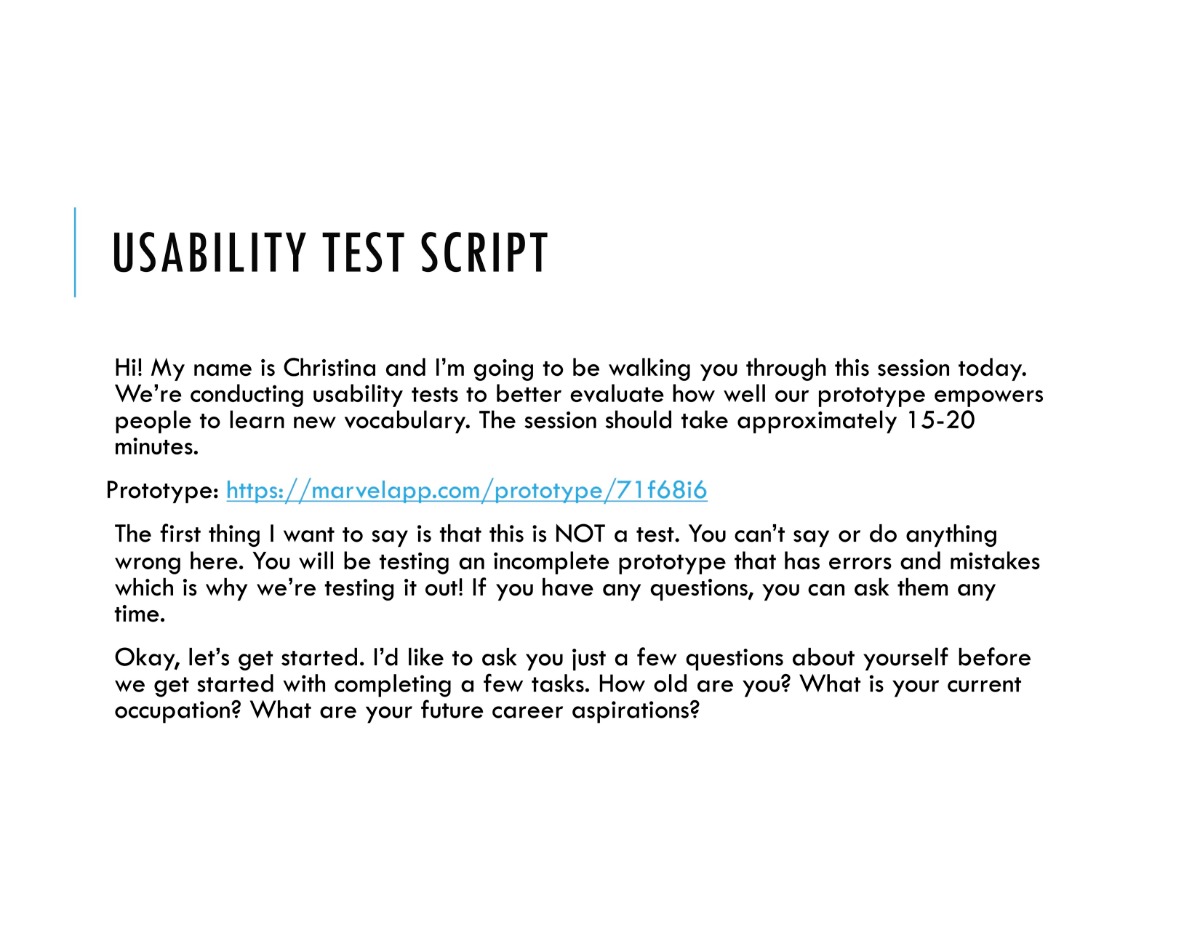 USABILITY TEST SCRIPT
Hi! My name is Christina and I’m going to be walking you through this session today.
We’re conducting usability tests to better evaluate how well our prototype empowers
people to learn new vocabulary. The session should take approximately 15-20
minutes.
Prototype: https://marvelapp.com/prototype/71f68i6
The first thing I want to say is that this is NOT a test. You can’t say or do anything
wrong here. You will be testing an incomplete prototype that has errors and mistakes
which is why we’re testing it out! If you have any questions, you can ask them any
time.
Okay, let’s get started. I’d like to ask you just a few questions about yourself before
we get started with completing a few tasks. How old are you? What is your current
occupation? What are your future career aspirations?